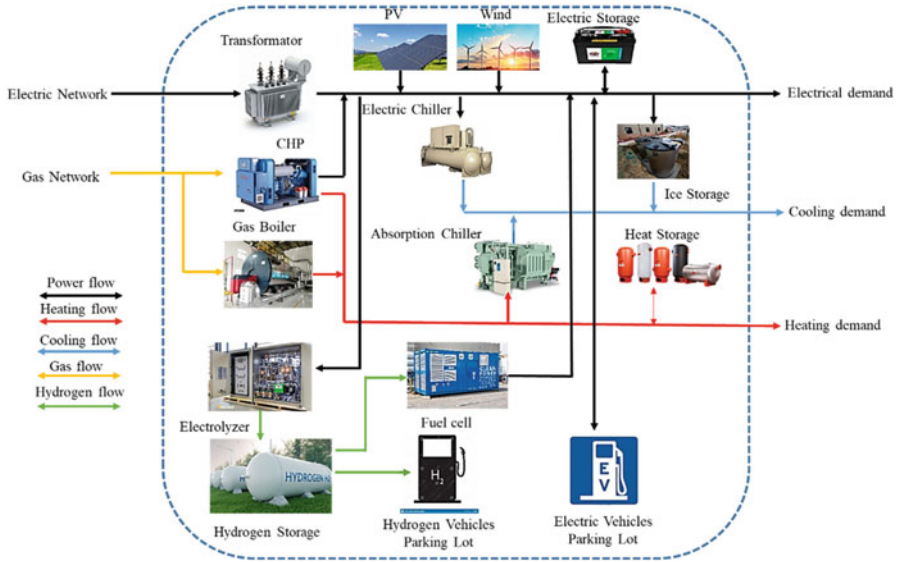 PV
Wind
Electric Storage
Transformator
Electric Network
Electrical demand
Electric Chiller
CHP
Gas Network
Ice Storage
Cooling demand
Gas Boiler
Absorption Chiller
Heat Storage
Power flow
Heating flow
Heating demand
Cooling flow
Gas flow
Hydrogen flow
Electrolyzer
Fuel cell
HYDROGEN
H2
E
V
Hydrogen Storage
Hydrogen Vehicles
Parking Lot
Electric Vehicles
Parking Lot